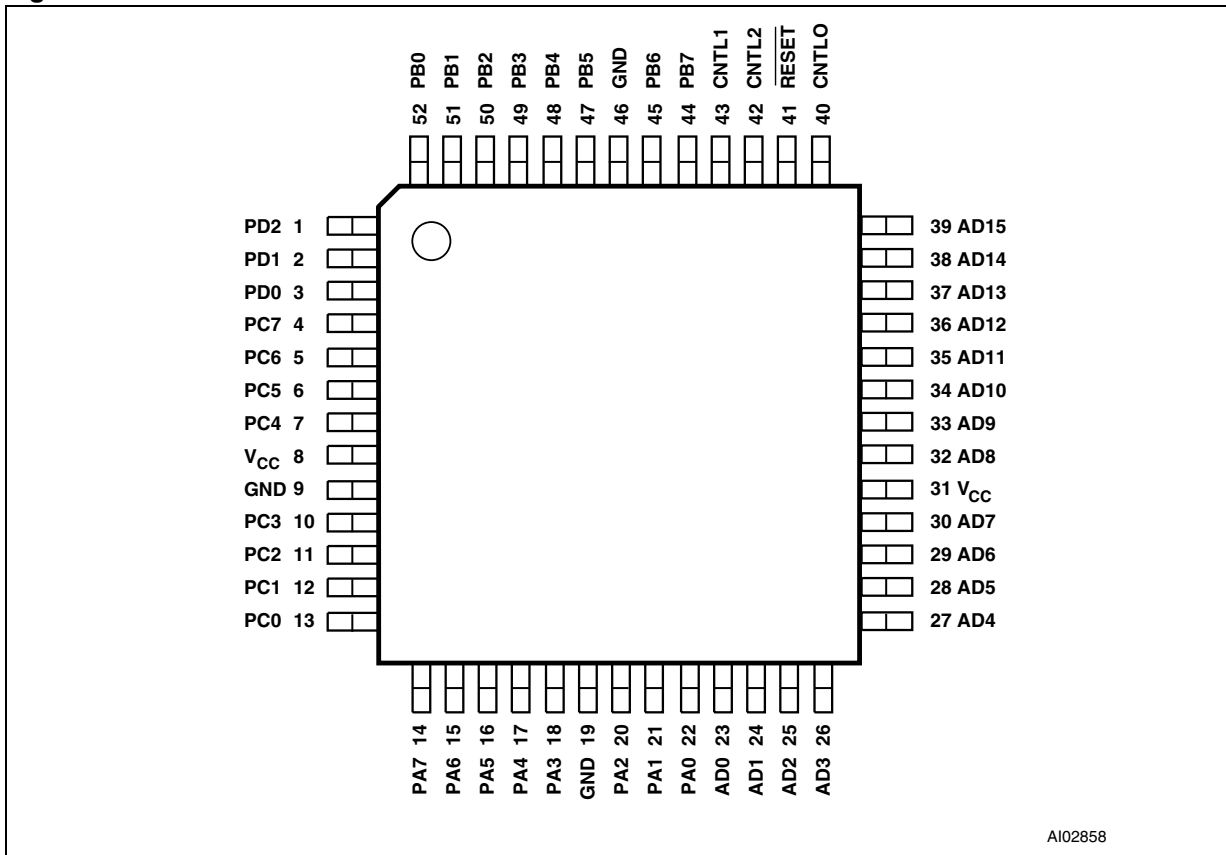 52 PB0
51 PB1
50 PB2
49 PB3
48 PB4
47 PB5
46 GND
45 PB6
44 PB7
43 CNTL1
42 CNTL2
41 RESET
40 CNTLO
PD2 1
PD1 2
PD0 3
PC7 4
PC6 5
PC5 6
PC4 7
VCC 8
GND 9
PC3 10
PC2 11
PC1 12
PC0 13
39 AD15
38 AD14
37 AD13
36 AD12
35 AD11
34 AD10
33 AD9
32 AD8
31 VCC
30 AD7
29 AD6
28 AD5
27 AD4
PA7 14
PA6 15
PA5 16
PA4 17
PA3 18
GND 19
PA2 20
PA1 21
PA0 22
AD0 23
AD1 24
AD2 25
AD3 26
AI02858